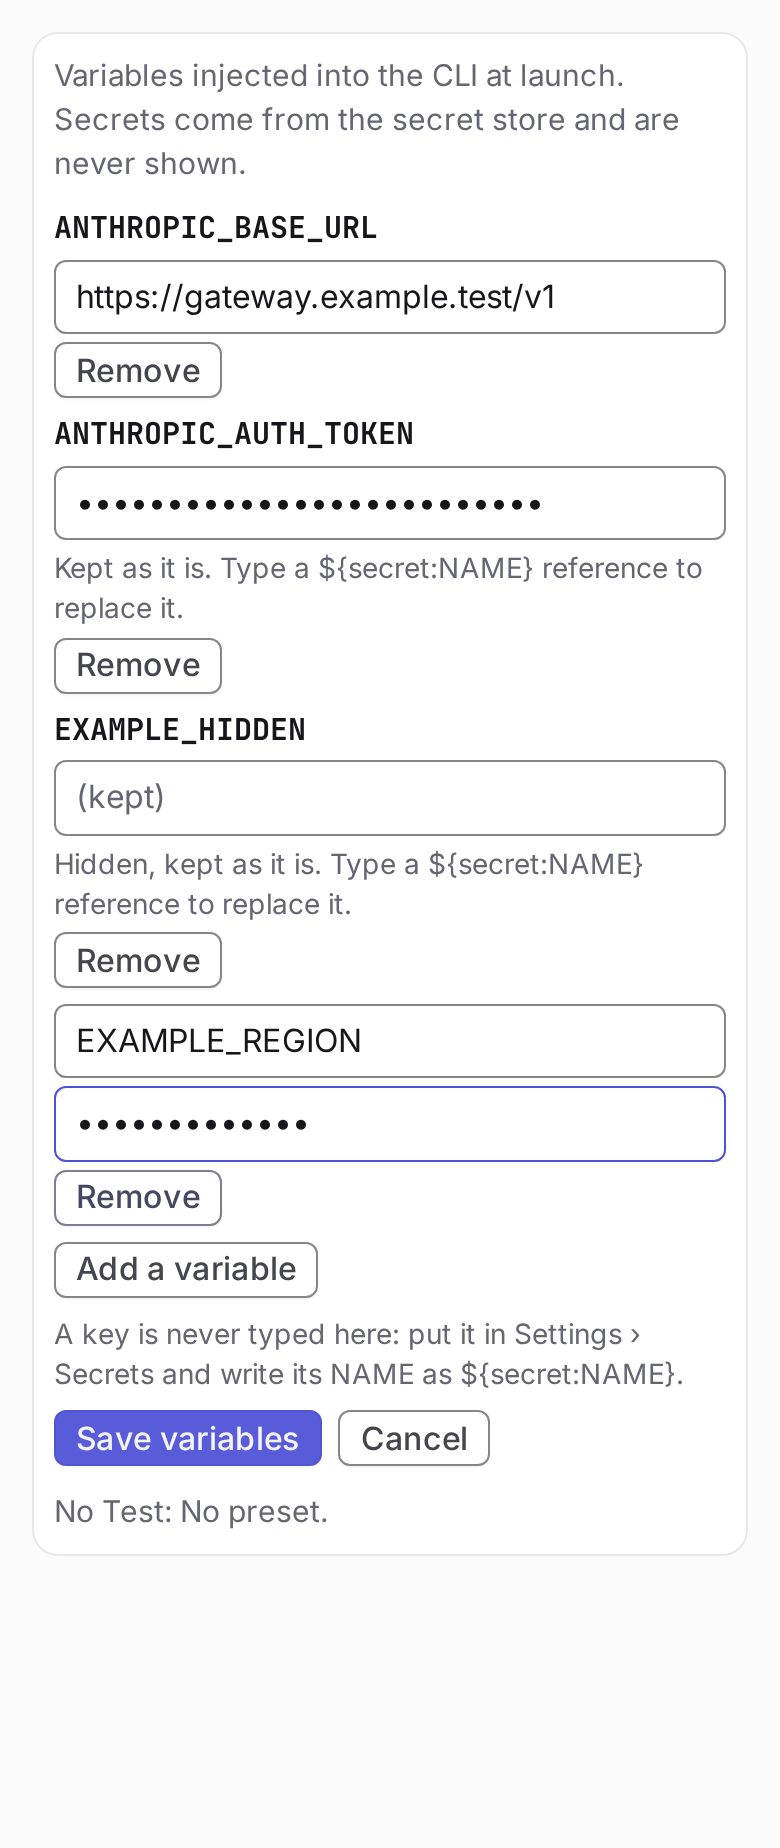 Variables injected into the CLI at launch.
Secrets come from the secret store and are
never shown.
ANTHROPIC_BASE_URL
https://gateway.example.test/v1
Remove
ANTHROPIC_AUTH_TOKEN
••••••••••••••••••••••••••
Kept as it is. Type a ${secret:NAME} reference to
replace it.
Remove
EXAMPLE_HIDDEN
(kept)
Hidden, kept as it is. Type a ${secret:NAME}
reference to replace it.
Remove
EXAMPLE_REGION
•••••••••••••
Remove
Add a variable
A key is never typed here: put it in Settings ›
Secrets and write its NAME as ${secret:NAME}.
Save variables Cancel
No Test: No preset.